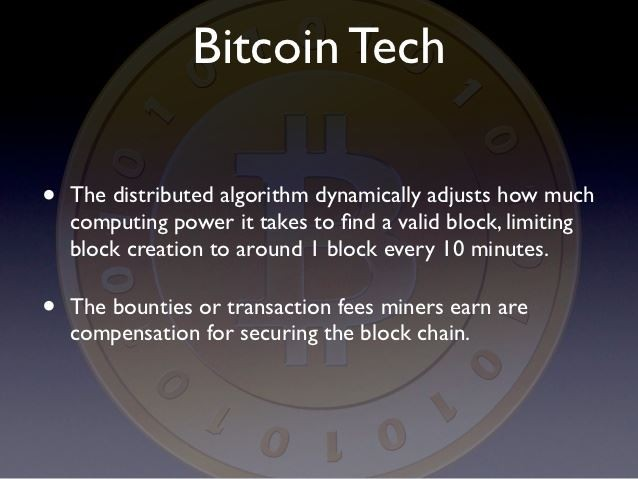 Bitcoin Tech
• The distributed algorithm dynamically adjusts how much
computing power it takes to find a valid block, limiting
block creation to around 1 block every 10 minutes.
• The bounties or transaction fees miners earn are
compensation for securing the block chain.